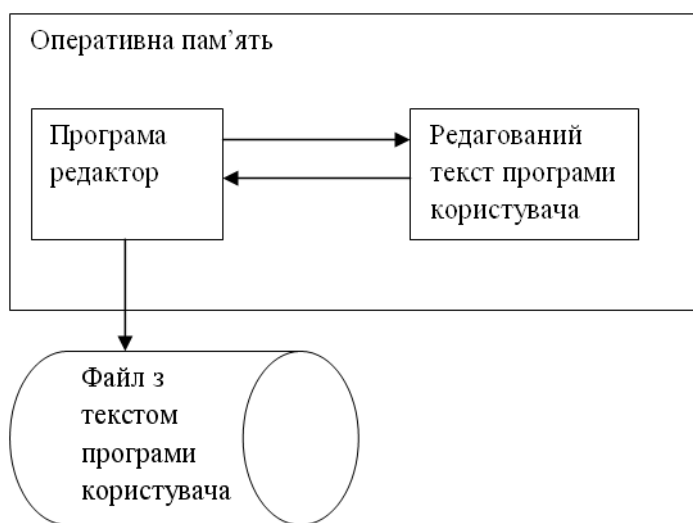 Оперативна пам’ять
Програма
редактор
Редагований
текст програми
користувача
Файл з
текстом
програми
користувача